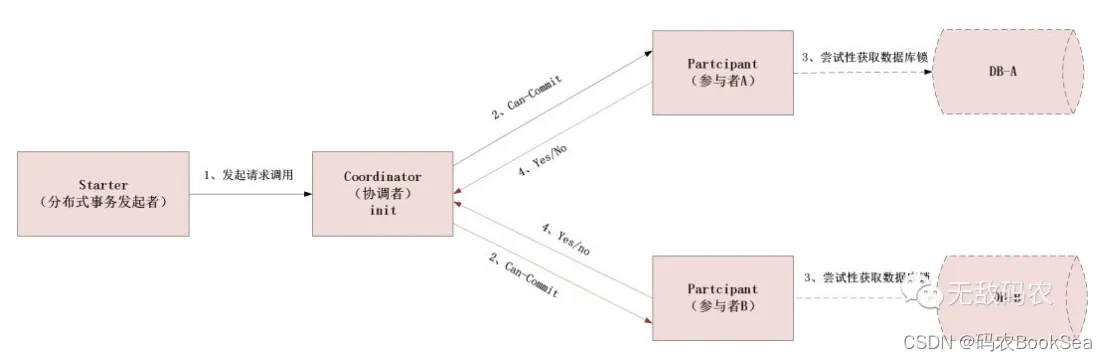 Partcipant
（参与者A）
3、尝试性获取数据库锁
DB-A
2、Can-Commit
4、Yes/No
Starter
（分布式事务发起者）
1、发起请求调用
Coordinator
（协调者）
init
4、Yes/no
2、Can-Commit
Partcipant
（参与者B）
3、尝试性获取数据库锁
无敌码农
CSDN @码农BookSea